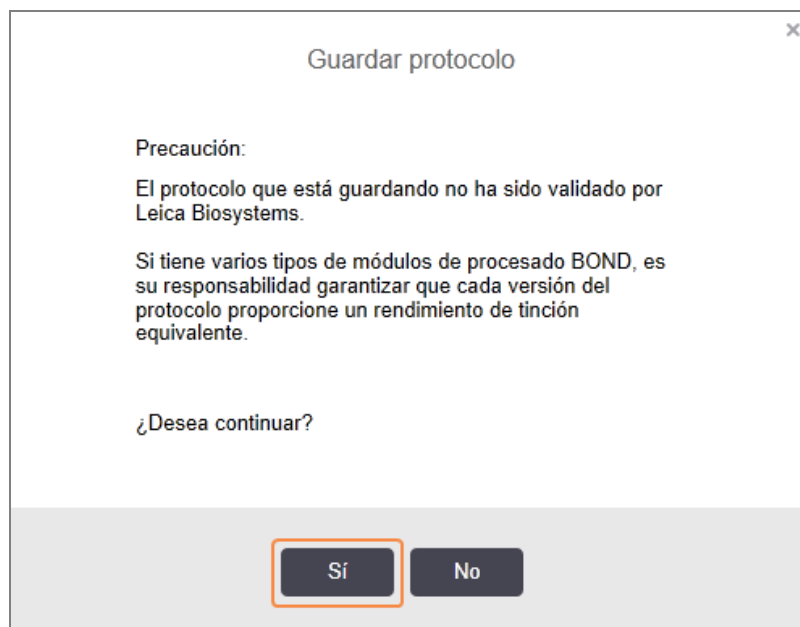 Guardar protocolo
Precaución:
El protocolo que está guardando no ha sido validado por
Leica Biosystems.
Si tiene varios tipos de módulos de procesado BOND, es
su responsabilidad garantizar que cada versión del
protocolo proporcione un rendimiento de tinción
equivalente.
¿Desea continuar?
Sí
No